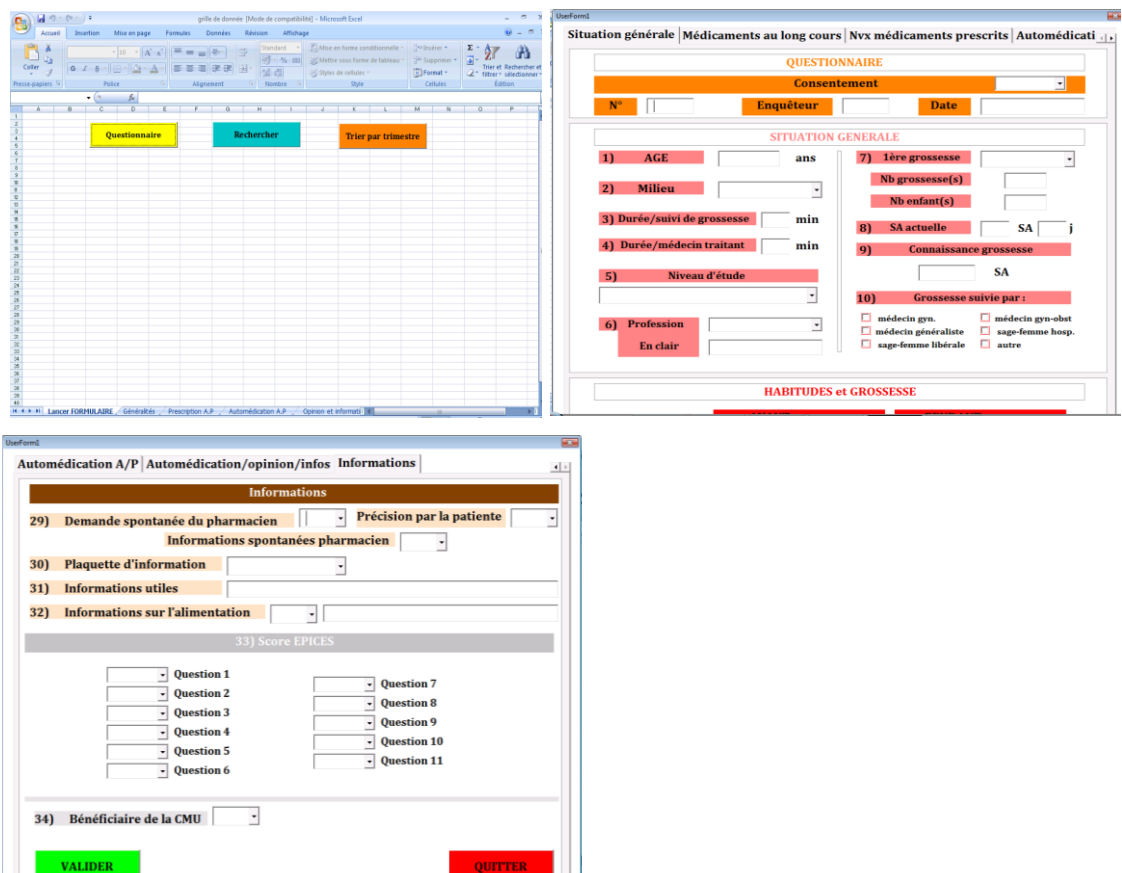 grille de donnée [Mode de compatibilité] - Microsoft Excel
Accueil Insertion Mise en page Formules Données Révision Affichage
Coller
10
G I S
Standard
Mise en forme conditionnelle
Mettre sous forme de tableau
Styles de cellules
Insérer
Supprimer
Format
Trier et filtrer
Rechercher et sélectionner
Presse-papiers Police Alignement Nombre Style Cellules Édition
A B C D E F G H I J K L M N O P
Questionnaire Rechercher Trier par trimestre
Lancer FORMULAIRE Généraltés Prescription A.P Automédication A.P Opinion et informati
UserForm1
Situation générale Médicaments au long cours Nvx médicaments prescrits Automédicati
QUESTIONNAIRE
Consentement
N° Enquêteur Date
SITUATION GENERALE
1) AGE ans
2) Milieu
3) Durée/suivi de grossesse min
4) Durée/médecin traitant min
5) Niveau d'étude
6) Profession
En clair
7) 1ère grossesse
Nb grossesse(s)
Nb enfant(s)
8) SA actuelle SA j
9) Connaissance grossesse
SA
10) Grossesse suivie par :
médecin gyn. médecin gyn-obst
médecin généraliste sage-femme hosp.
sage-femme libérale autre
HABITUDES et GROSSESSE
UserForm1
Automédication A/P Automédication/opinion/infos Informations
Informations
29) Demande spontanée du pharmacien Précision par la patiente
Informations spontanées pharmacien
30) Plaquette d'information
31) Informations utiles
32) Informations sur l'alimentation
33) Score EPICES
Question 1
Question 2
Question 3
Question 4
Question 5
Question 6
Question 7
Question 8
Question 9
Question 10
Question 11
34) Bénéficiaire de la CMU
VALIDER QUITTER